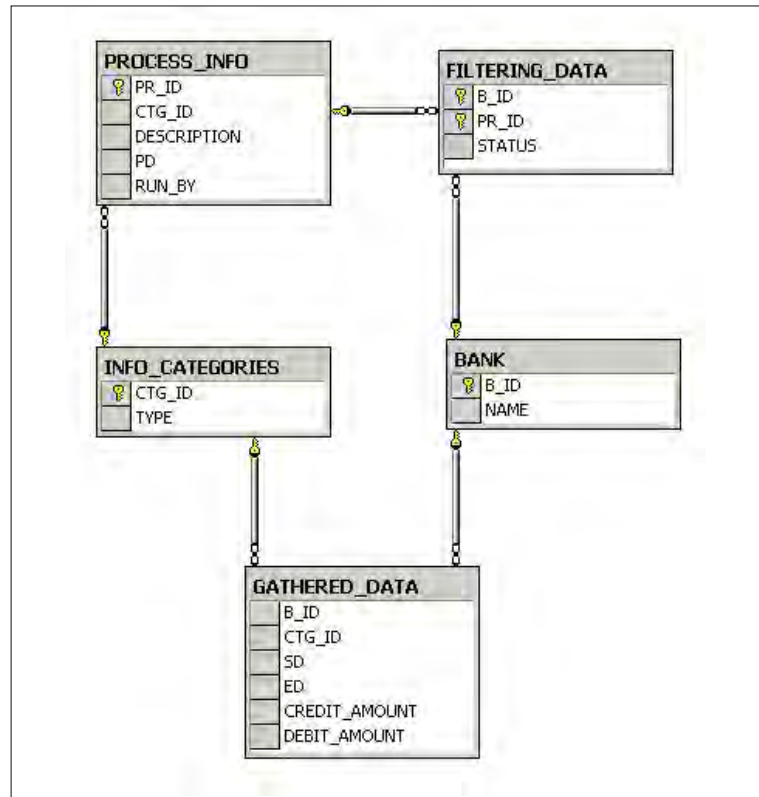 PROCESS_INFO
PR_ID
CTG_ID
DESCRIPTION
PD
RUN_BY
FILTERING_DATA
B_ID
PR_ID
STATUS
INFO_CATEGORIES
CTG_ID
TYPE
BANK
B_ID
NAME
GATHERED_DATA
B_ID
CTG_ID
SD
ED
CREDIT_AMOUNT
DEBIT_AMOUNT